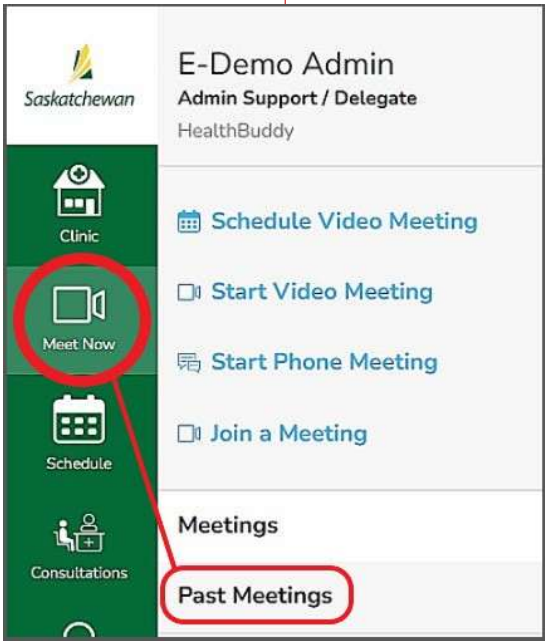 Saskatchewan
E-Demo Admin
Admin Support / Delegate
HealthBuddy
Clinic
Schedule Video Meeting
Meet Now
Start Video Meeting
Start Phone Meeting
Schedule
Join a Meeting
Consultations
Meetings
Past Meetings